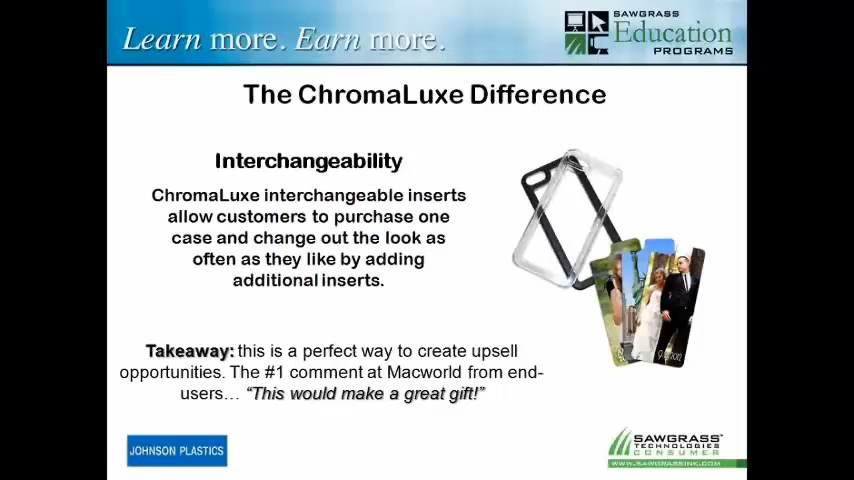 Learn more. Earn more.
SAWGRASS
Education
PROGRAMS
The ChromaLuxe Difference
Interchangeability
ChromaLuxe interchangeable inserts
allow customers to purchase one
case and change out the look as
often as they like by adding
additional inserts.
Takeaway: this is a perfect way to create upsell
opportunities. The #1 comment at Macworld from end-
users… “This would make a great gift!”
JOHNSON PLASTICS
SAWGRASS™
TECHNOLOGIES
CONSUMER
WWW.SAWGRASSINK.COM